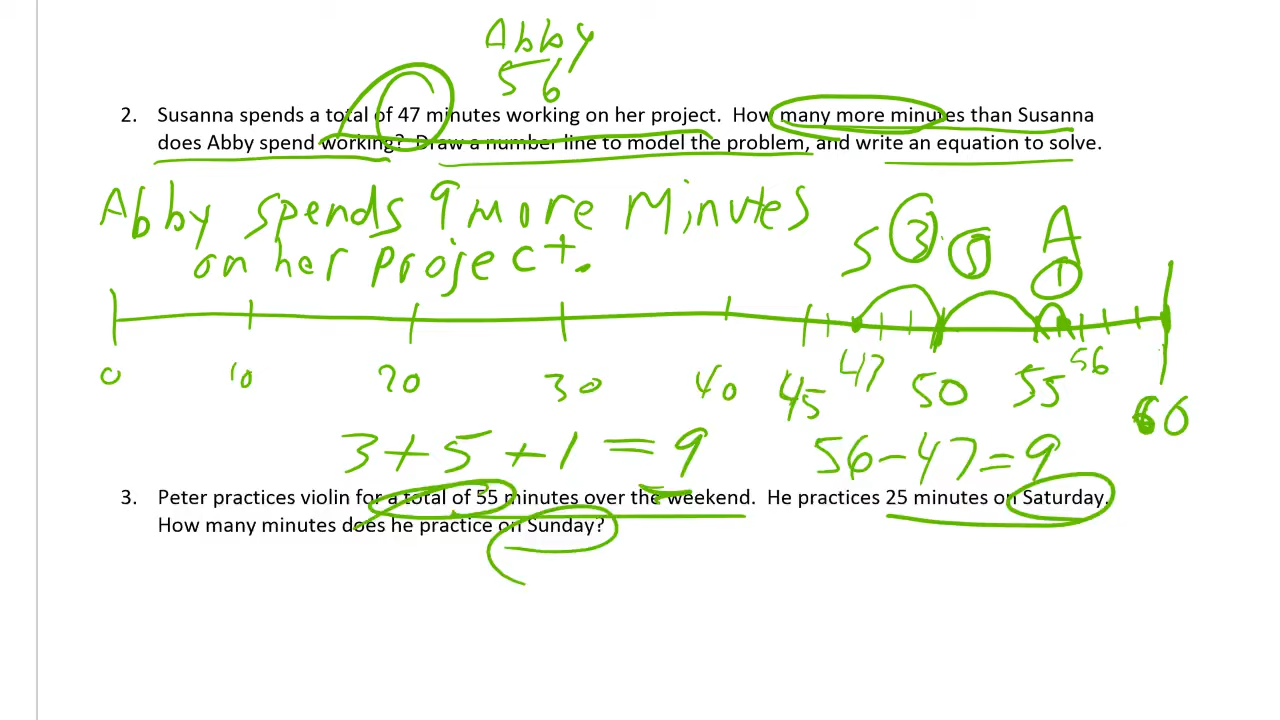 Abby
56
2. Susanna spends a total of 47 minutes working on her project. How many more minutes than Susanna
does Abby spend working? Draw a number line to model the problem, and write an equation to solve.
Abby spends 9 more Minutes
on her project.
S 3 5 A
1
0 10 20 30 40 45 47 50 55 56 60
3 + 5 + 1 = 9 56 - 47 = 9
3. Peter practices violin for a total of 55 minutes over the weekend. He practices 25 minutes on Saturday.
How many minutes does he practice on Sunday?